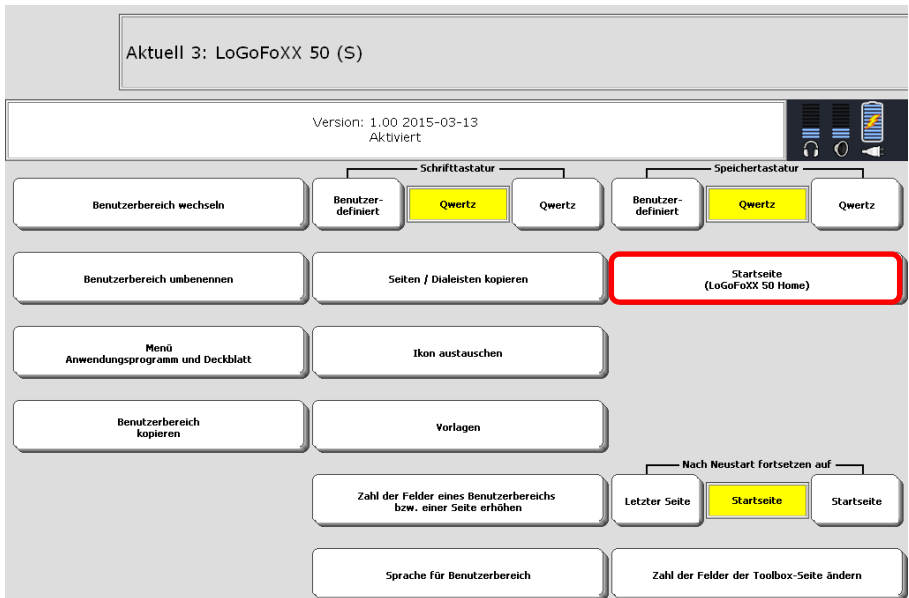 Aktuell 3: LoGoFoXX 50 (S)
Version: 1.00 2015-03-13
Aktiviert
Schrifttastatur
Speichertastatur
Benutzerbereich wechseln
Benutzer-
definiert
Qwertz
Qwertz
Benutzer-
definiert
Qwertz
Qwertz
Benutzerbereich umbenennen
Seiten / Dialeisten kopieren
Startseite
(LoGoFoXX 50 Home)
Menü
Anwendungsprogramm und Deckblatt
Ikon austauschen
Benutzerbereich
kopieren
Vorlagen
Nach Neustart fortsetzen auf
Zahl der Felder eines Benutzerbereichs
bzw. einer Seite erhöhen
Letzter Seite
Startseite
Startseite
Sprache für Benutzerbereich
Zahl der Felder der Toolbox-Seite ändern